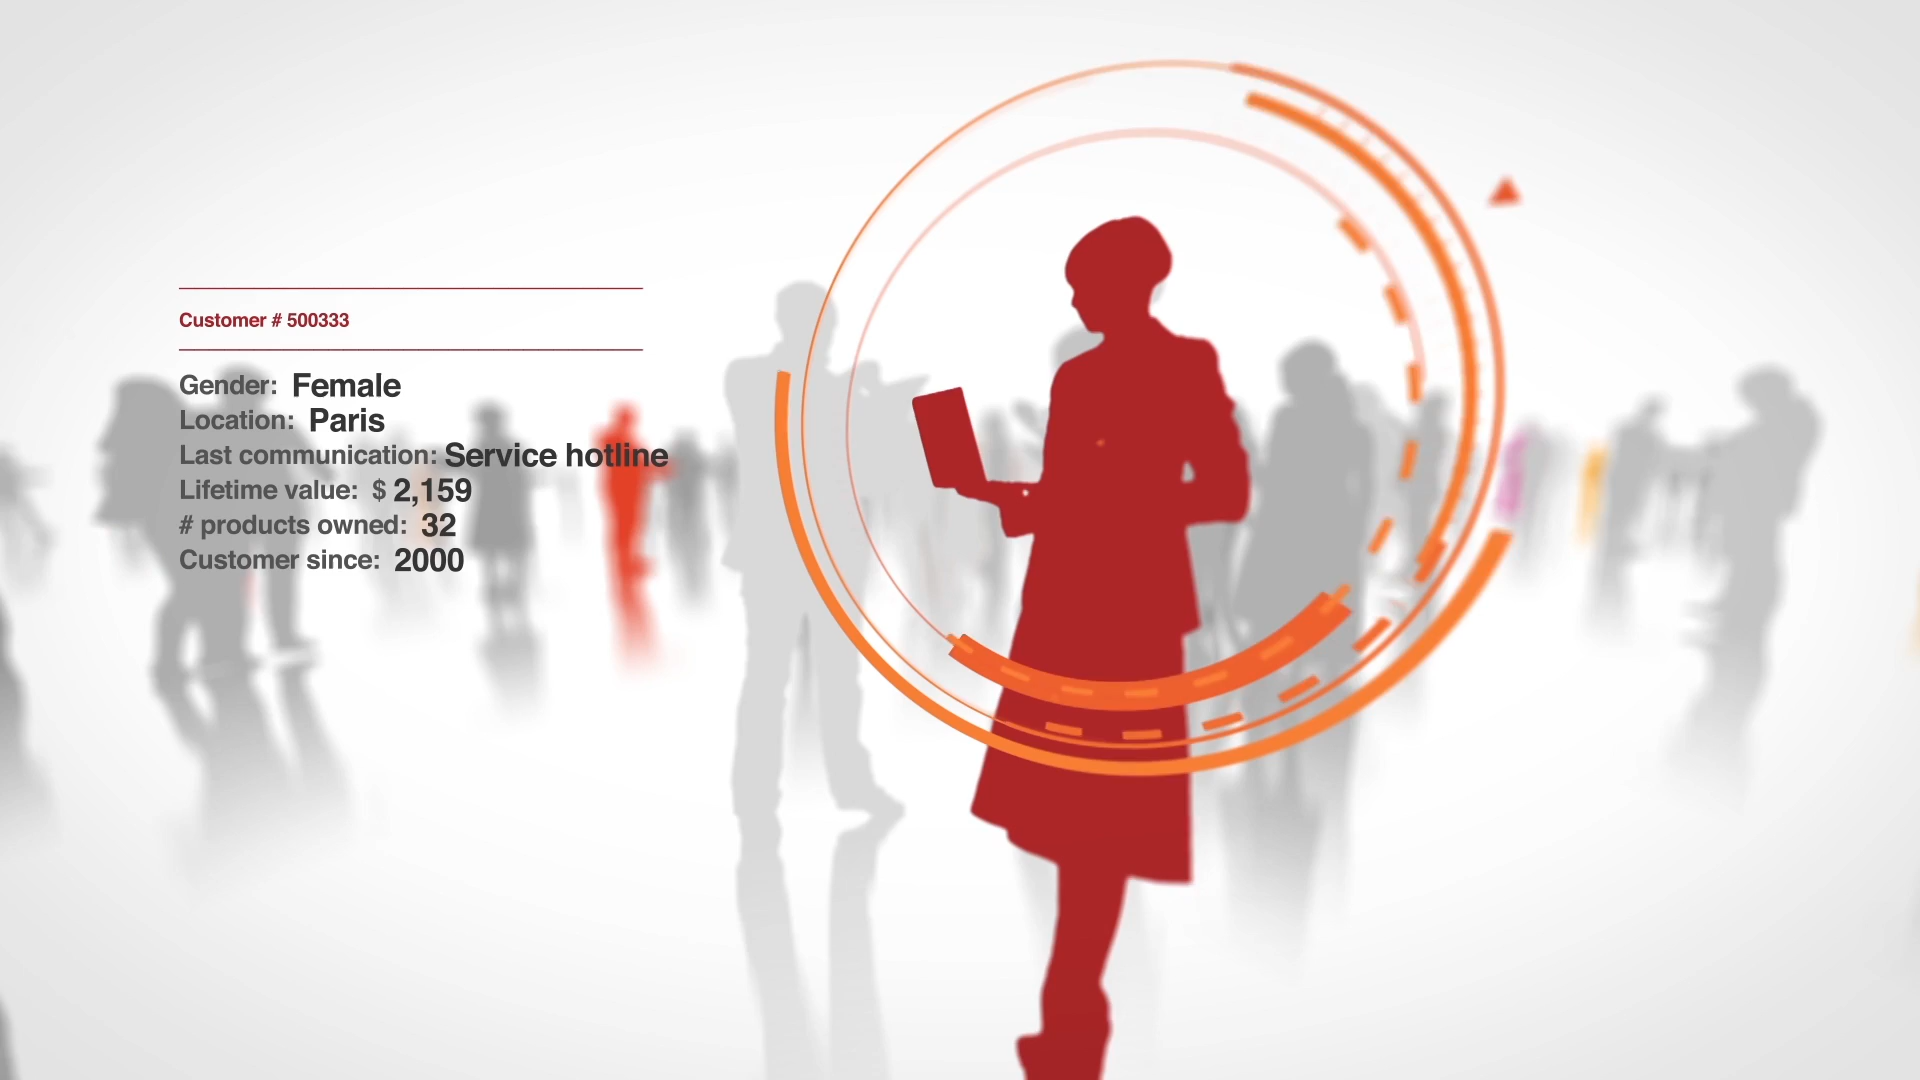 Customer # 500333
Gender: Female
Location: Paris
Last communication: Service hotline
Lifetime value: $ 2,159
# products owned: 32
Customer since: 2000